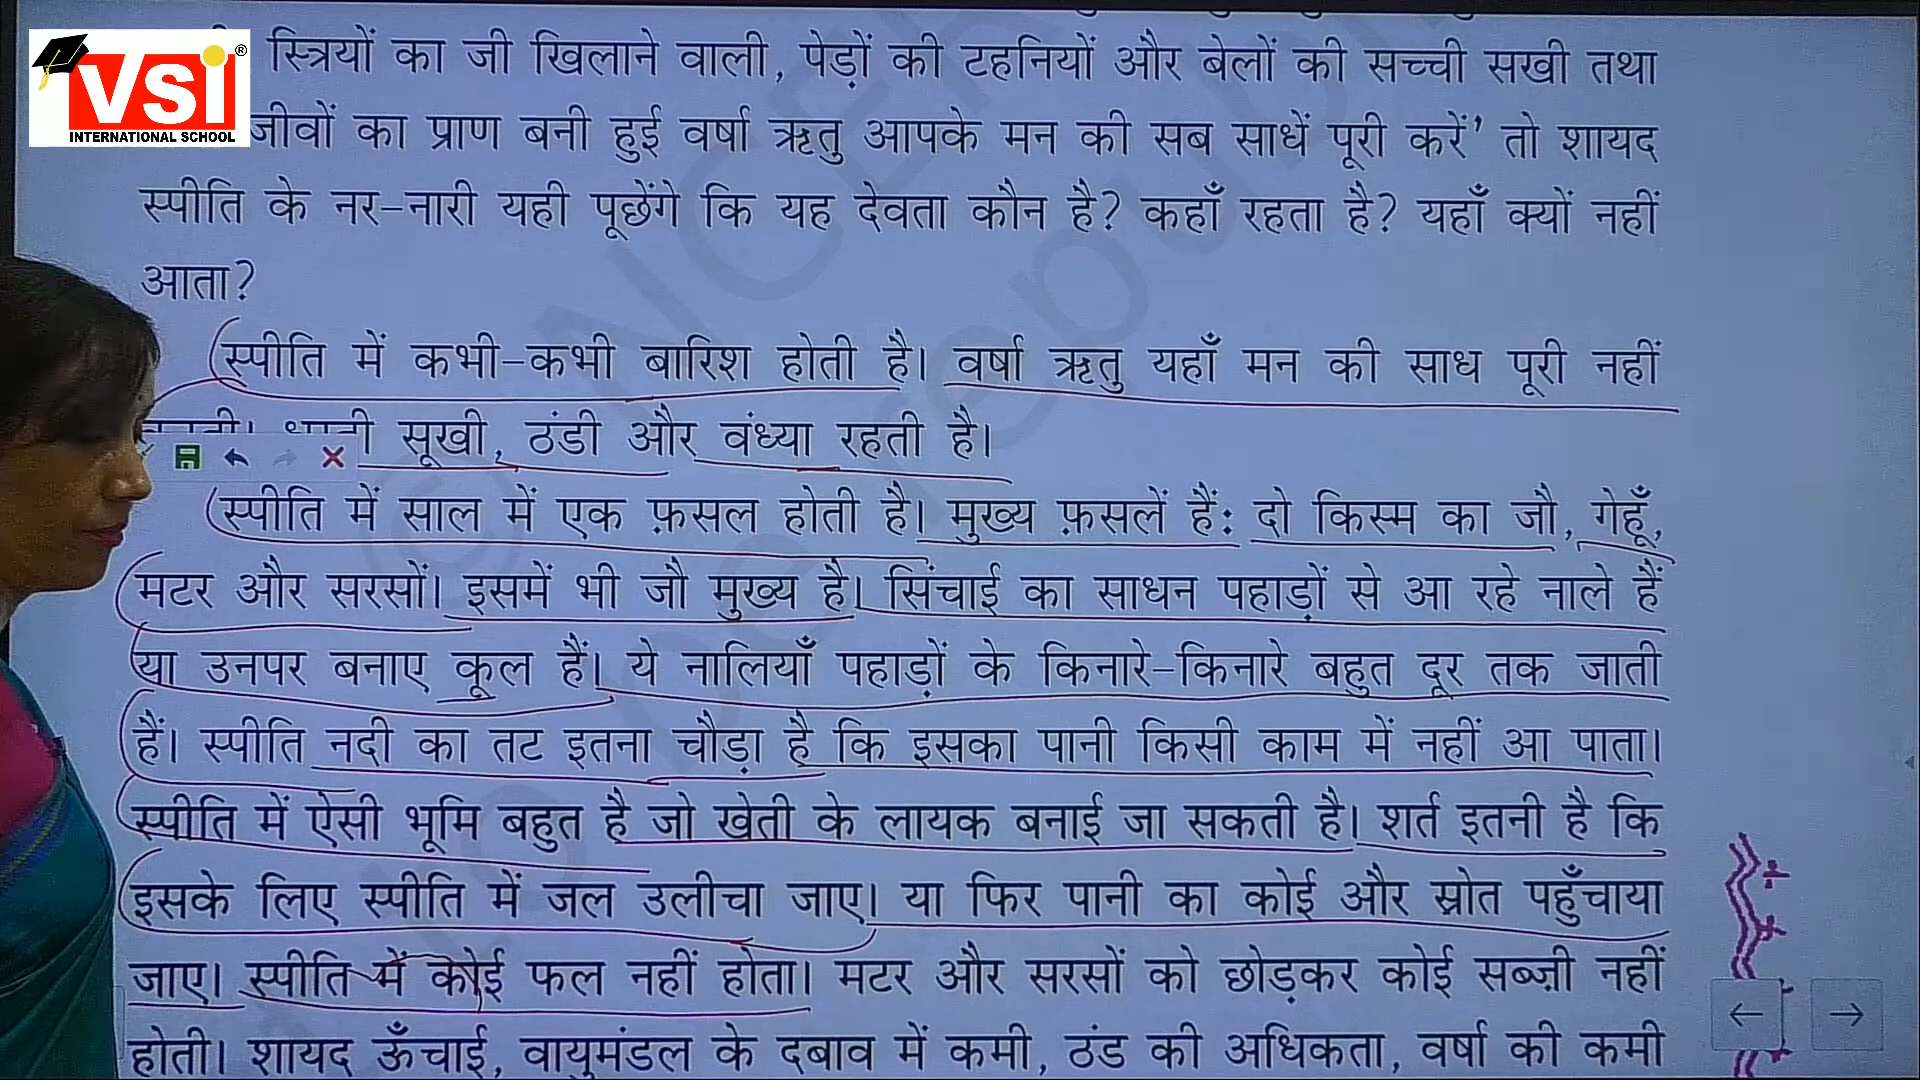 VSI®
INTERNATIONAL SCHOOL
स्त्रियों का जी खिलाने वाली, पेड़ों की टहनियों और बेलों की सच्ची सखी तथा
जीवों का प्राण बनी हुई वर्षा ऋतु आपके मन की सब साधें पूरी करें’ तो शायद
स्पीति के नर-नारी यही पूछेंगे कि यह देवता कौन है? कहाँ रहता है? यहाँ क्यों नहीं
आता?
स्पीति में कभी-कभी बारिश होती है। वर्षा ऋतु यहाँ मन की साध पूरी नहीं
सूखी, ठंडी और वंध्या रहती है।
स्पीति में साल में एक फ़सल होती है। मुख्य फ़सलें हैं: दो किस्म का जौ, गेहूँ,
मटर और सरसों। इसमें भी जौ मुख्य है। सिंचाई का साधन पहाड़ों से आ रहे नाले हैं
या उनपर बनाए कूल हैं। ये नालियाँ पहाड़ों के किनारे-किनारे बहुत दूर तक जाती
हैं। स्पीति नदी का तट इतना चौड़ा है कि इसका पानी किसी काम में नहीं आ पाता।
स्पीति में ऐसी भूमि बहुत है जो खेती के लायक बनाई जा सकती है। शर्त इतनी है कि
इसके लिए स्पीति में जल उलीचा जाए। या फिर पानी का कोई और स्रोत पहुँचाया
जाए। स्पीति में कोई फल नहीं होता। मटर और सरसों को छोड़कर कोई सब्ज़ी नहीं
होती। शायद ऊँचाई, वायुमंडल के दबाव में कमी, ठंड की अधिकता, वर्षा की कमी